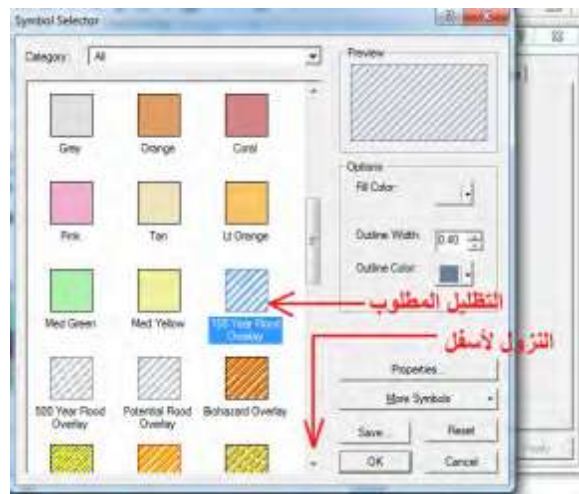 Symbol Selector
Category: All
Preview
Grey
Orange
Coral
Options
Fill Color:
Pink
Tan
Lt Orange
Outline Width: 0.40
Outline Color:
التظليل المطلوب
Med Green
Med Yellow
100 Year Flood Overlay
النزول لأسفل
Properties...
More Symbols
500 Year Flood Overlay
Potential Flood Overlay
Biohazard Overlay
Save...
Reset
OK
Cancel